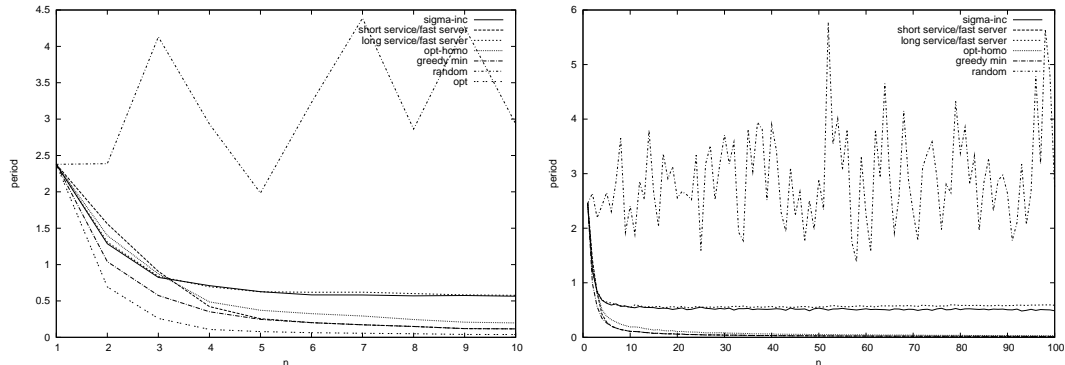 4.5
4
3.5
3
2.5
2
1.5
1
0.5
0
1 2 3 4 5 6 7 8 9 10
period
n
sigma-inc
short service/fast server
long service/fast server
opt-homo
greedy min
random
opt
6
5
4
3
2
1
0
0 10 20 30 40 50 60 70 80 90 100
period
n
sigma-inc
short service/fast server
long service/fast server
opt-homo
greedy min
random